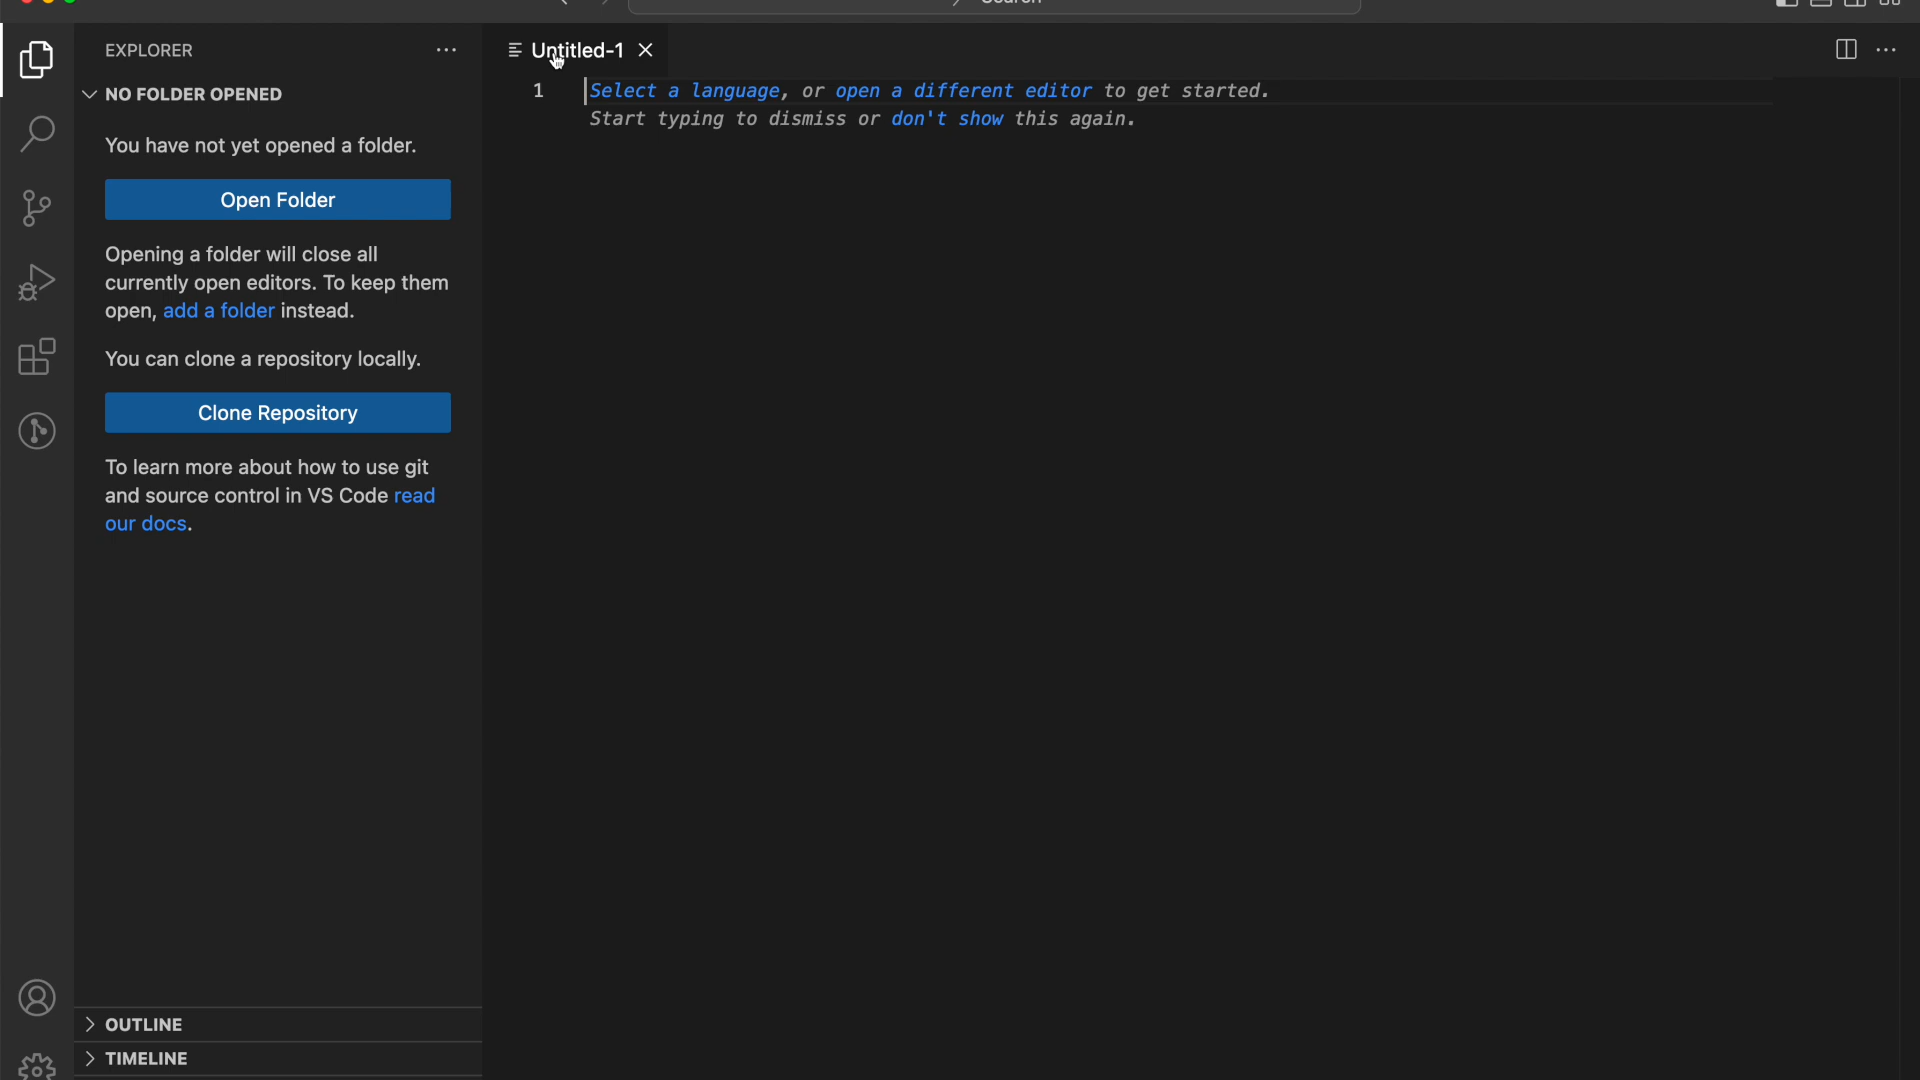 Search
EXPLORER
Untitled-1
NO FOLDER OPENED
1
Select a language, or open a different editor to get started.
Start typing to dismiss or don't show this again.
You have not yet opened a folder.
Open Folder
Opening a folder will close all
currently open editors. To keep them
open, add a folder instead.
You can clone a repository locally.
Clone Repository
To learn more about how to use git
and source control in VS Code read
our docs.
OUTLINE
TIMELINE